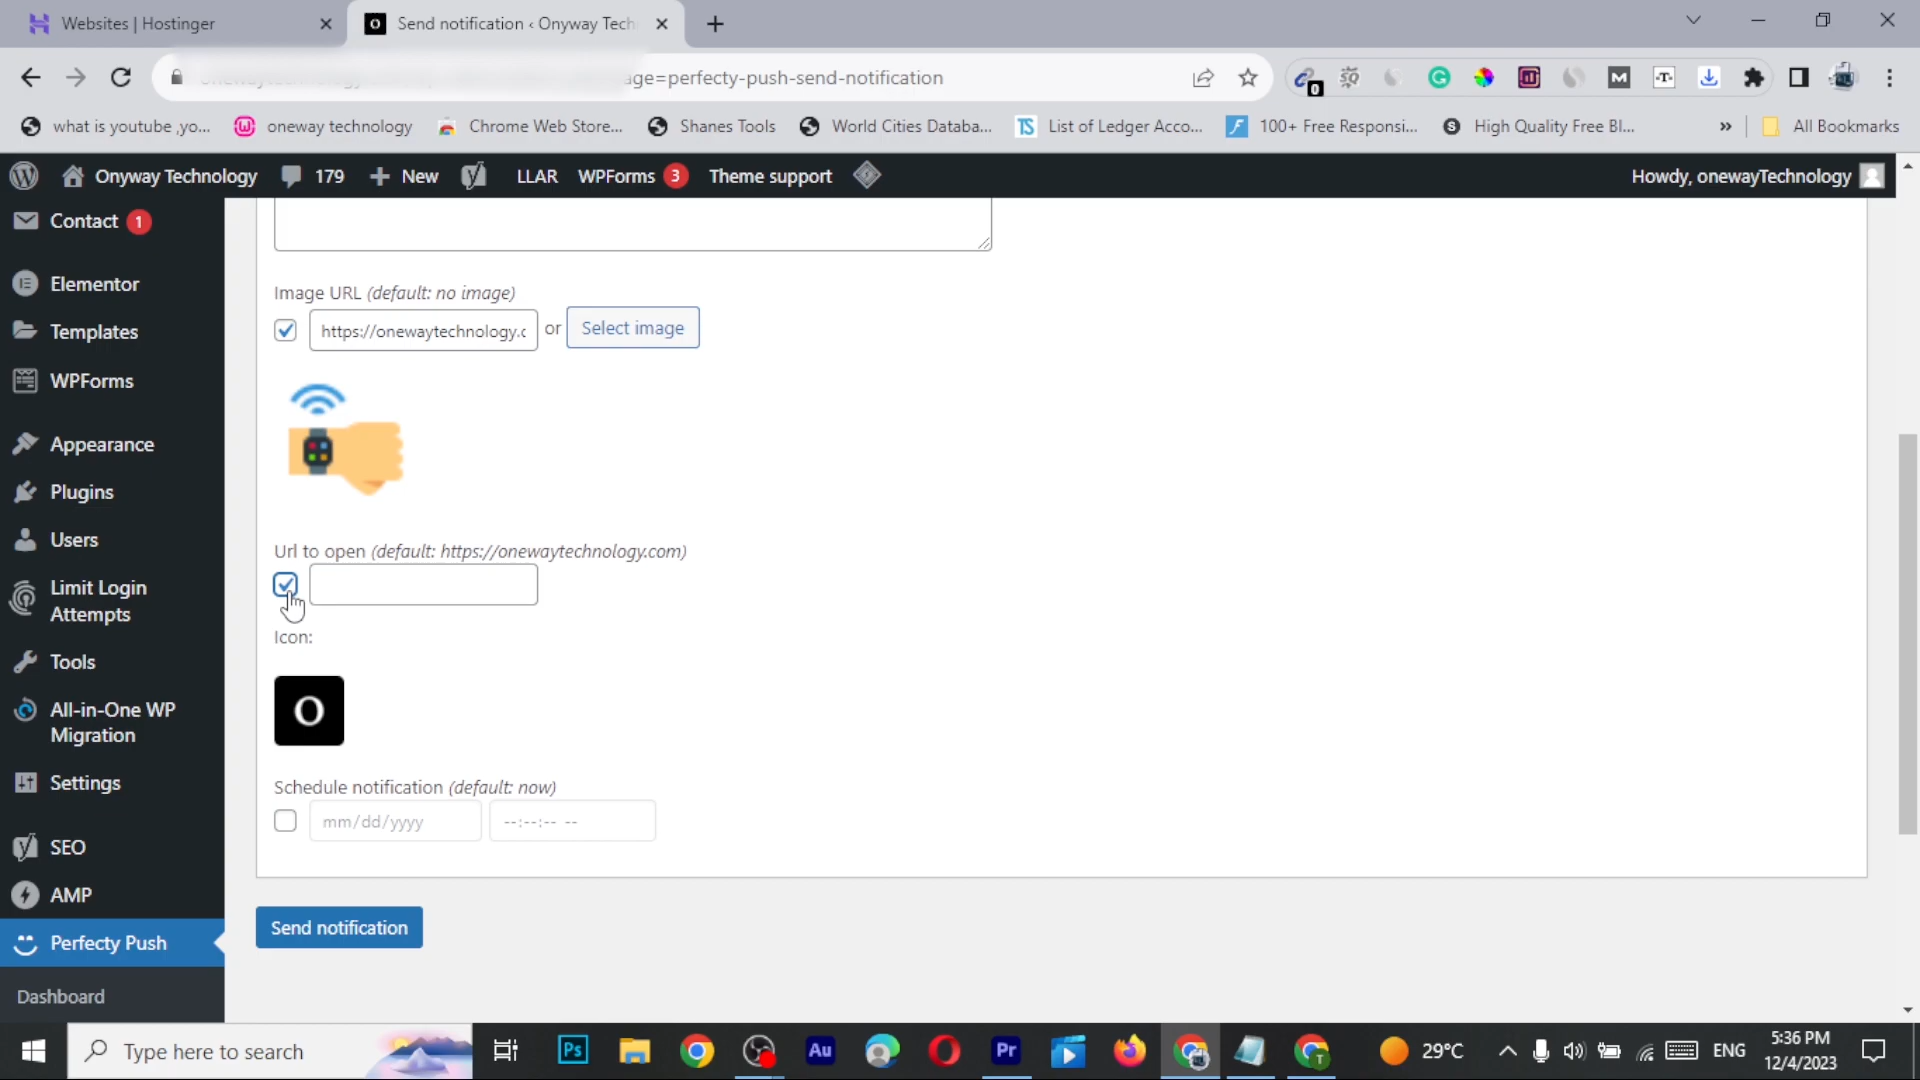 Websites | Hostinger
Send notification ‹ Onyway Tech
age=perfecty-push-send-notification
what is youtube ,yo...
oneway technology
Chrome Web Store...
Shanes Tools
World Cities Databa...
List of Ledger Acco...
100+ Free Responsi...
High Quality Free Bl...
»
All Bookmarks
Onyway Technology
179
New
LLAR
WPForms 3
Theme support
Howdy, onewayTechnology
Contact 1
Elementor
Templates
WPForms
Appearance
Plugins
Users
Limit Login
Attempts
Tools
All-in-One WP
Migration
Settings
SEO
AMP
Perfecty Push
Dashboard
Image URL (default: no image)
https://onewaytechnology.c or Select image
Url to open (default: https://onewaytechnology.com)
Icon:
O
Schedule notification (default: now)
mm/dd/yyyy --:--:-- --
Send notification
Type here to search
Ps
Au
Pr
29°C
ENG
5:36 PM
12/4/2023